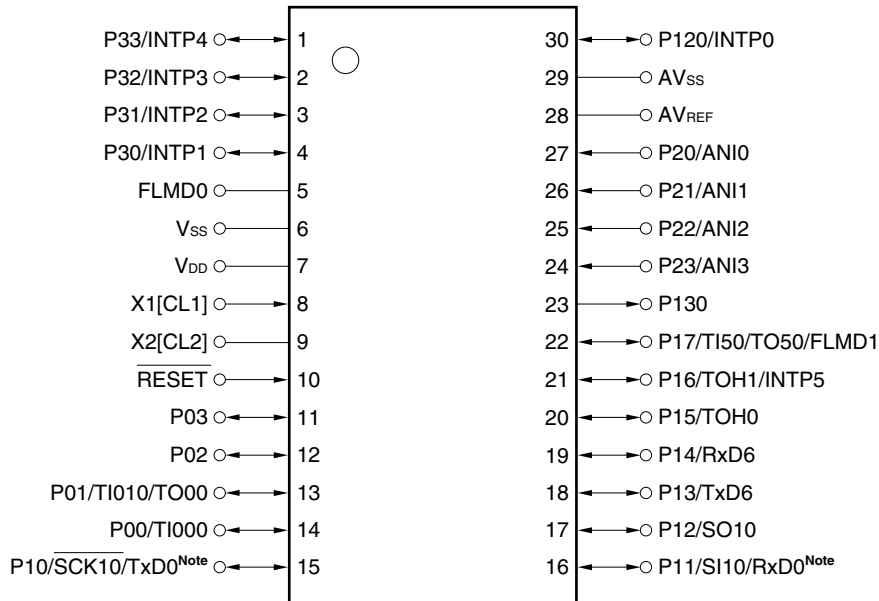 P33/INTP4 1 30 P120/INTP0
P32/INTP3 2 29 AVss
P31/INTP2 3 28 AVREF
P30/INTP1 4 27 P20/ANI0
FLMD0 5 26 P21/ANI1
Vss 6 25 P22/ANI2
VDD 7 24 P23/ANI3
X1[CL1] 8 23 P130
X2[CL2] 9 22 P17/TI50/TO50/FLMD1
RESET 10 21 P16/TOH1/INTP5
P03 11 20 P15/TOH0
P02 12 19 P14/RxD6
P01/TI010/TO00 13 18 P13/TxD6
P00/TI000 14 17 P12/SO10
P10/SCK10/TxD0Note 15 16 P11/SI10/RxD0Note